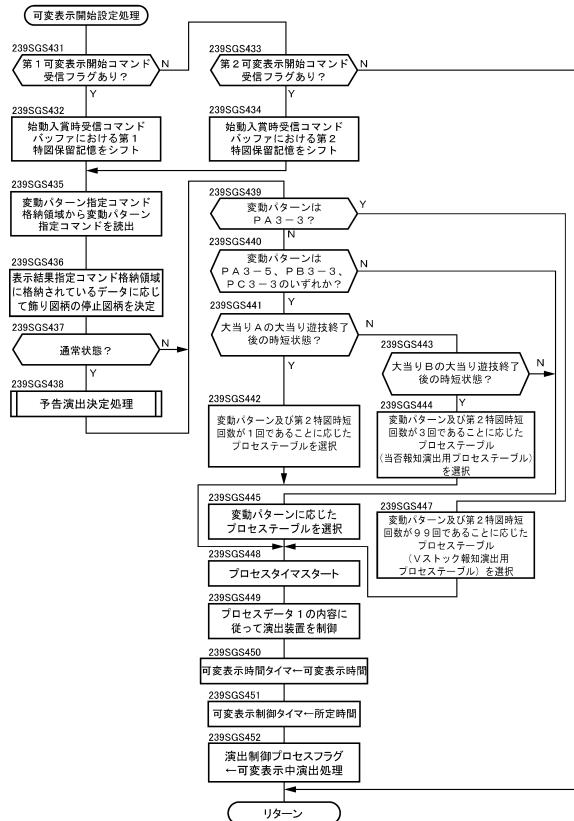 可変表示開始設定処理
239SGS431
第１可変表示開始コマンド
受信フラグあり？
N
Y
239SGS433
第２可変表示開始コマンド
受信フラグあり？
N
Y
239SGS432
始動入賞時受信コマンド
バッファにおける第１
特図保留記憶をシフト
239SGS434
始動入賞時受信コマンド
バッファにおける第２
特図保留記憶をシフト
239SGS435
変動パターン指定コマンド
格納領域から変動パターン
指定コマンドを読出
239SGS436
表示結果指定コマンド格納領域
に格納されているデータに応じ
て飾り図柄の停止図柄を決定
239SGS437
通常状態？
N
Y
239SGS438
予告演出決定処理
239SGS439
変動パターンは
ＰＡ３－３？
Y
N
239SGS440
変動パターンは
ＰＡ３－５、ＰＢ３－３、
ＰＣ３－３のいずれか？
N
Y
239SGS441
大当りＡの大当り遊技終了
後の時短状態？
N
Y
239SGS443
大当りＢの大当り遊技終了
後の時短状態？
N
Y
239SGS442
変動パターン及び第２特図時短
回数が１回であることに応じた
プロセステーブルを選択
239SGS444
変動パターン及び第２特図時短
回数が３回であることに応じた
プロセステーブル
(当否報知演出用プロセステーブル)
を選択
239SGS445
変動パターンに応じた
プロセステーブルを選択
239SGS447
変動パターン及び第２特図時短
回数が９９回であることに応じた
プロセステーブル
（Ｖストック報知演出用
プロセステーブル）を選択
239SGS448
プロセスタイマスタート
239SGS449
プロセスデータ１の内容に
従って演出装置を制御
239SGS450
可変表示時間タイマ←可変表示時間
239SGS451
可変表示制御タイマ←所定時間
239SGS452
演出制御プロセスフラグ
←可変表示中演出処理
リターン